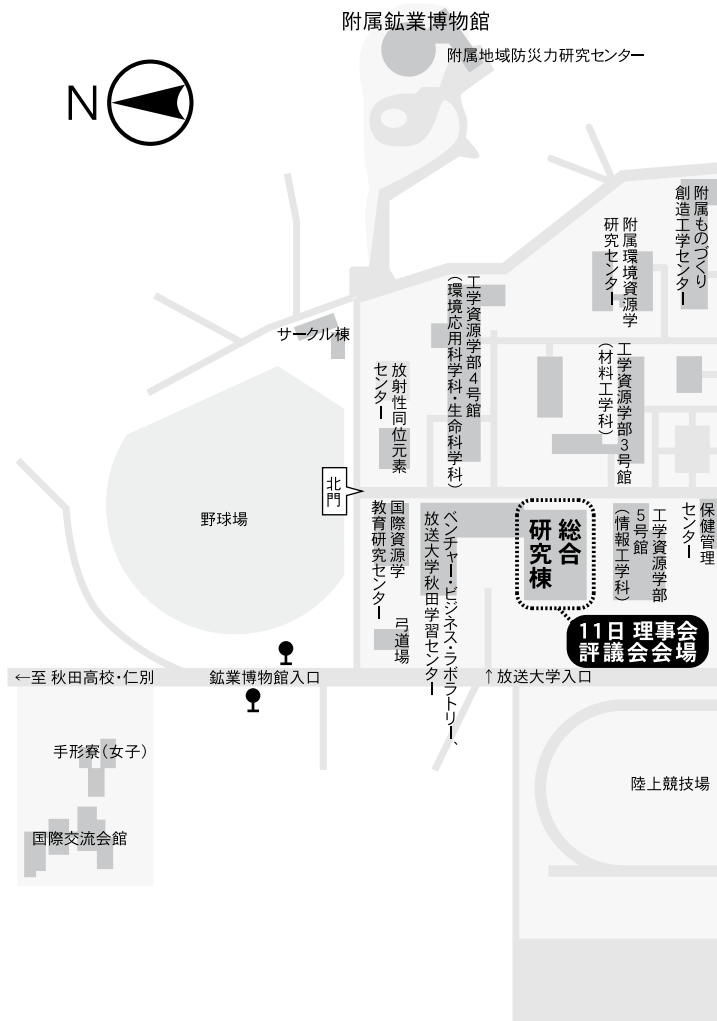 附属鉱業博物館
附属地域防災力研究センター
N
附属ものづくり
創造工学センター
附属環境資源学
研究センター
工学資源学部４号館
（環境応用科学科・生命科学科）
サークル棟
工学資源学部３号館
（材料工学科）
放射性同位元素
センター
北門
野球場
国際資源学
教育研究センター
ベンチャー・ビジネス・ラボラトリー、
放送大学秋田学習センター
総合
研究棟
工学資源学部
５号館
（情報工学科）
保健管理
センター
弓道場
11日 理事会
評議会会場
←至 秋田高校・仁別
鉱業博物館入口
↑放送大学入口
手形寮（女子）
陸上競技場
国際交流会館